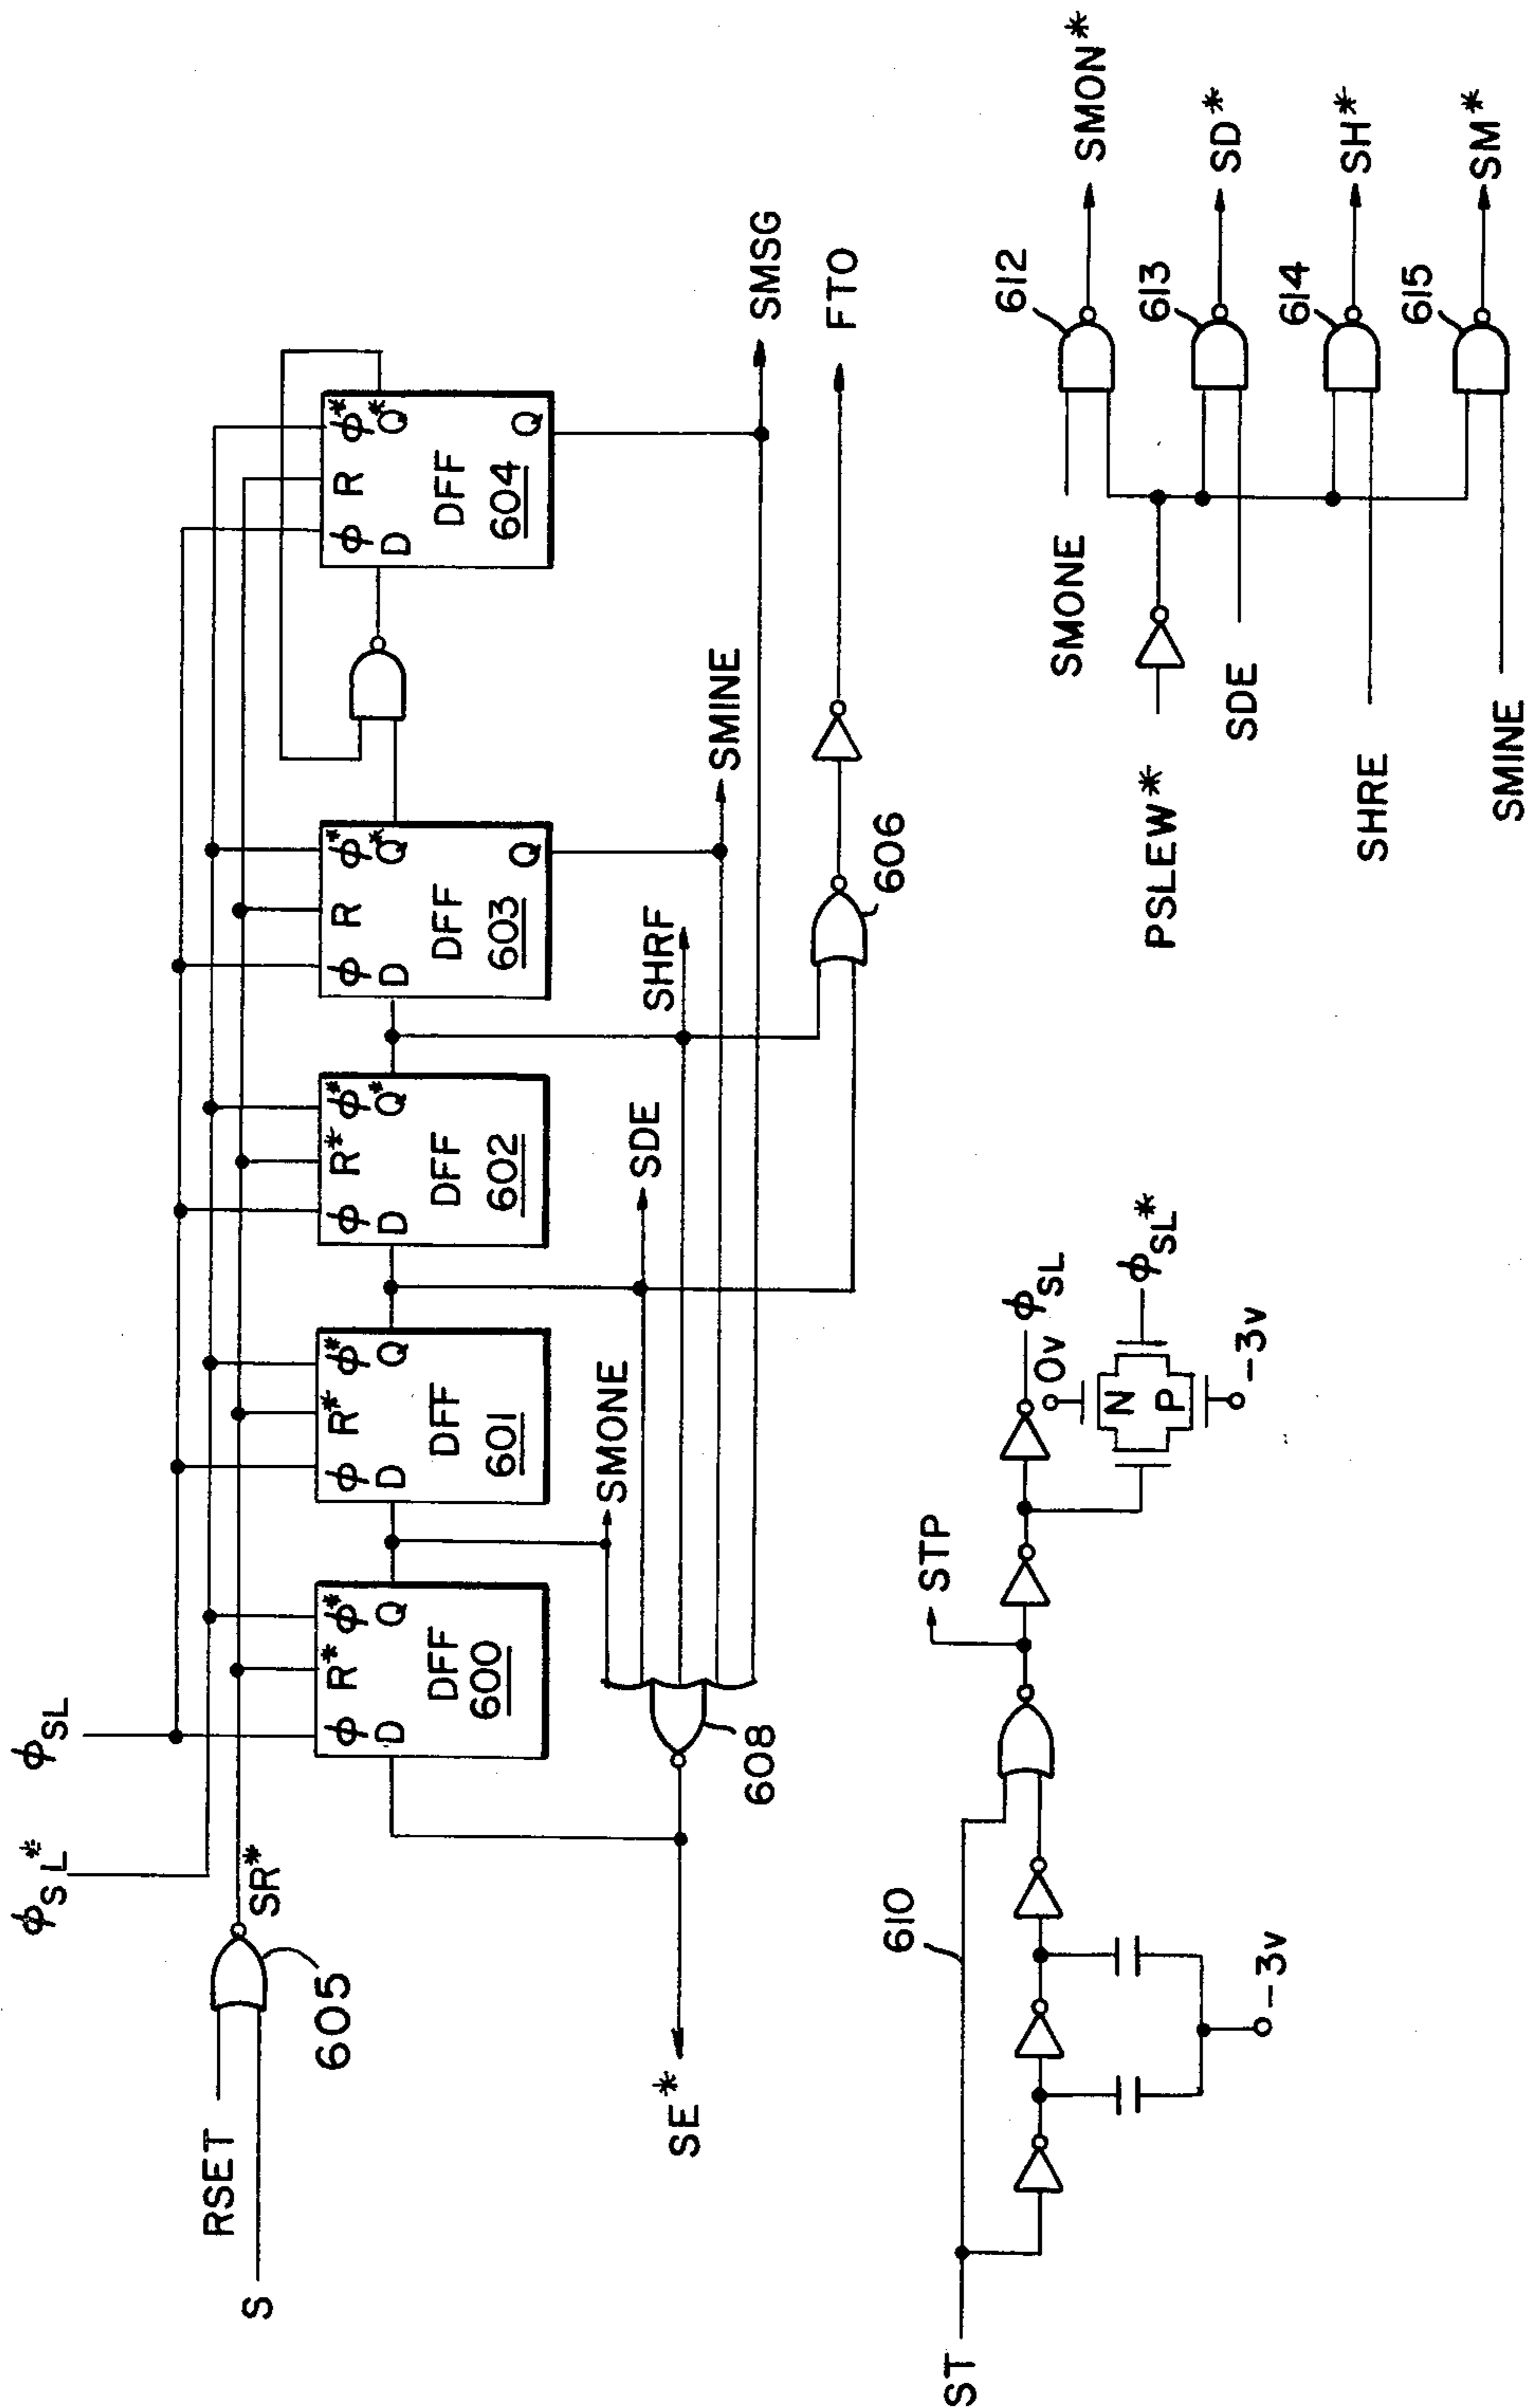 ϕSL
ϕSL*
RSET
S
605
SR*
ϕ R* ϕ*
D Q
DFF
600
ϕ R* ϕ*
D Q
DFF
601
ϕ R* ϕ*
D Q*
DFF
602
ϕ R ϕ*
D Q*
DFF
603
Q
ϕ R ϕ*
D Q*
DFF
604
Q
SE*
608
SMONE
SDE
SHRF
SMINE
606
SMSG
FTO
ST
610
-3v
STP
ϕSL
0v
N
P
ϕSL*
-3v
SMONE
PSLEW*
SDE
SHRE
SMINE
612
613
614
615
SMON*
SD*
SH*
SM*